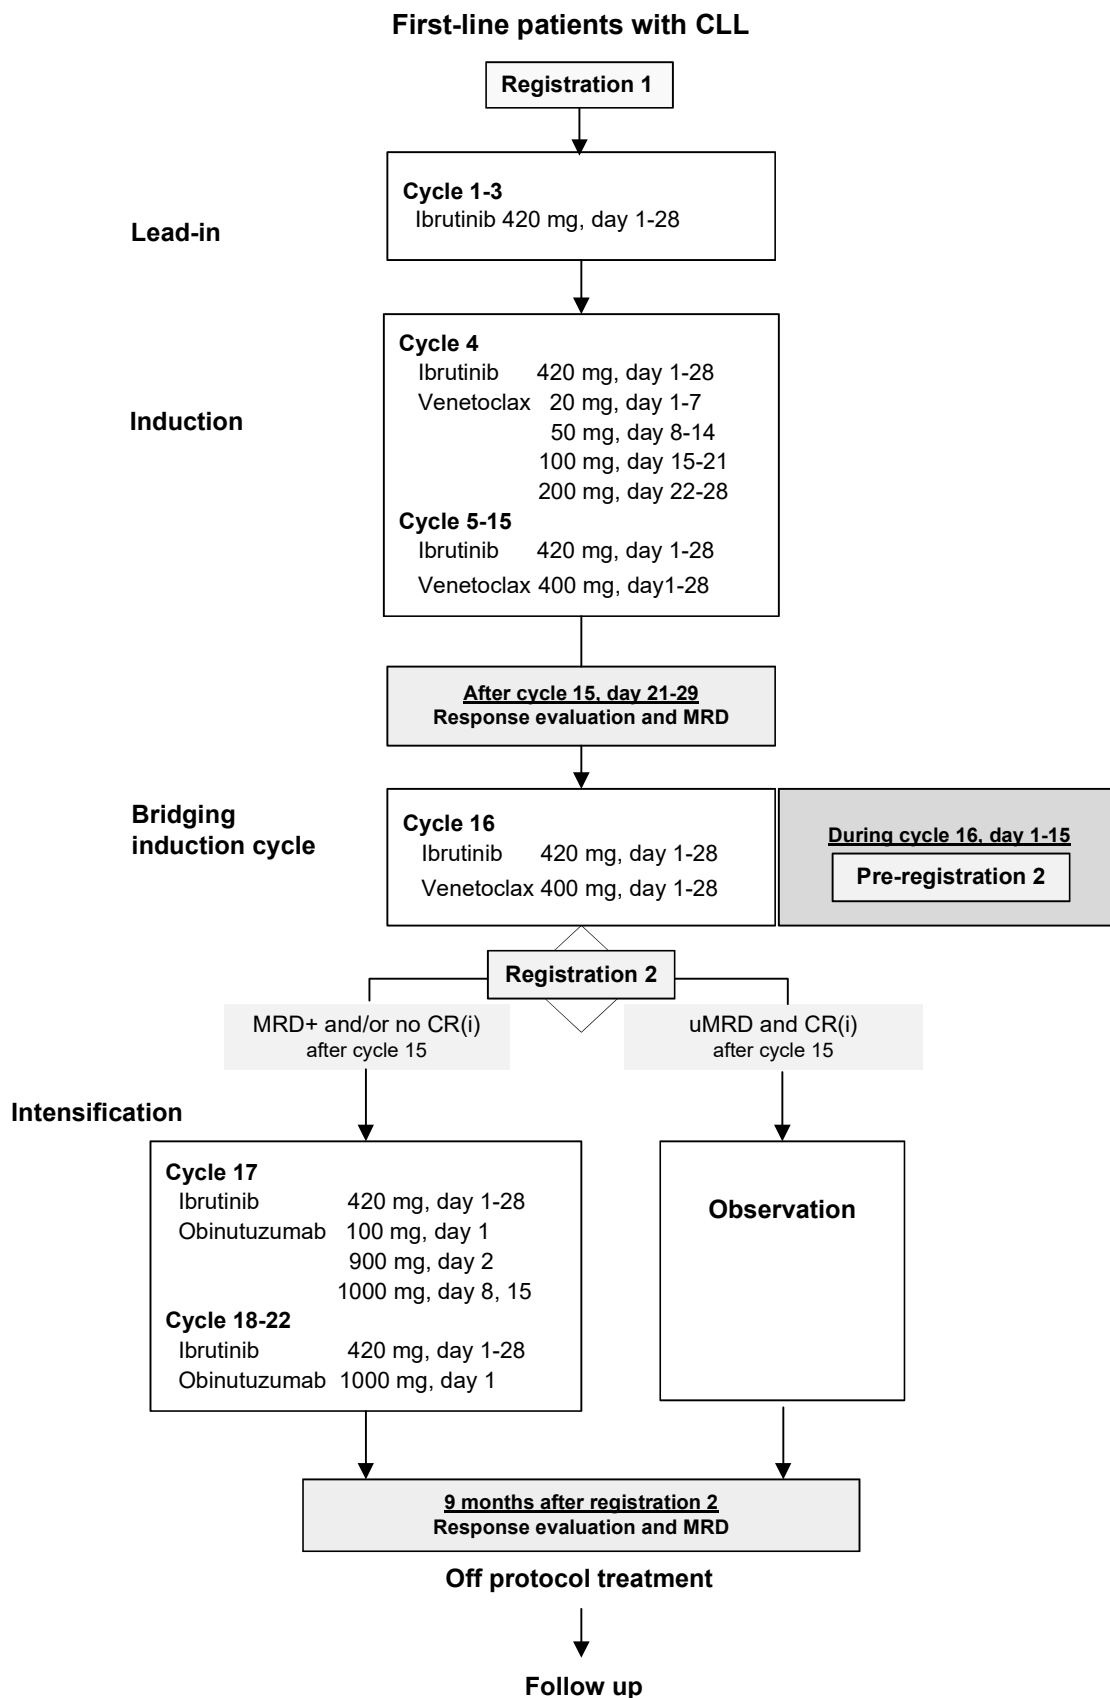 First-line patients with CLL
Registration 1
Lead-in
Cycle 1-3
Ibrutinib 420 mg, day 1-28
Induction
Cycle 4
Ibrutinib 420 mg, day 1-28
Venetoclax 20 mg, day 1-7
50 mg, day 8-14
100 mg, day 15-21
200 mg, day 22-28
Cycle 5-15
Ibrutinib 420 mg, day 1-28
Venetoclax 400 mg, day1-28
After cycle 15, day 21-29
Response evaluation and MRD
Bridging
induction cycle
Cycle 16
Ibrutinib 420 mg, day 1-28
Venetoclax 400 mg, day 1-28
During cycle 16, day 1-15
Pre-registration 2
Registration 2
MRD+ and/or no CR(i)
after cycle 15
uMRD and CR(i)
after cycle 15
Intensification
Cycle 17
Ibrutinib 420 mg, day 1-28
Obinutuzumab 100 mg, day 1
900 mg, day 2
1000 mg, day 8, 15
Cycle 18-22
Ibrutinib 420 mg, day 1-28
Obinutuzumab 1000 mg, day 1
Observation
9 months after registration 2
Response evaluation and MRD
Off protocol treatment
Follow up